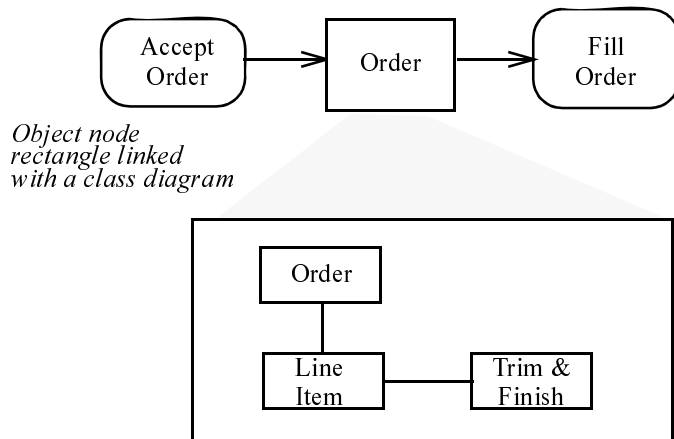 Accept
Order
Order
Fill
Order
Object node
rectangle linked
with a class diagram
Order
Line
Item
Trim &
Finish